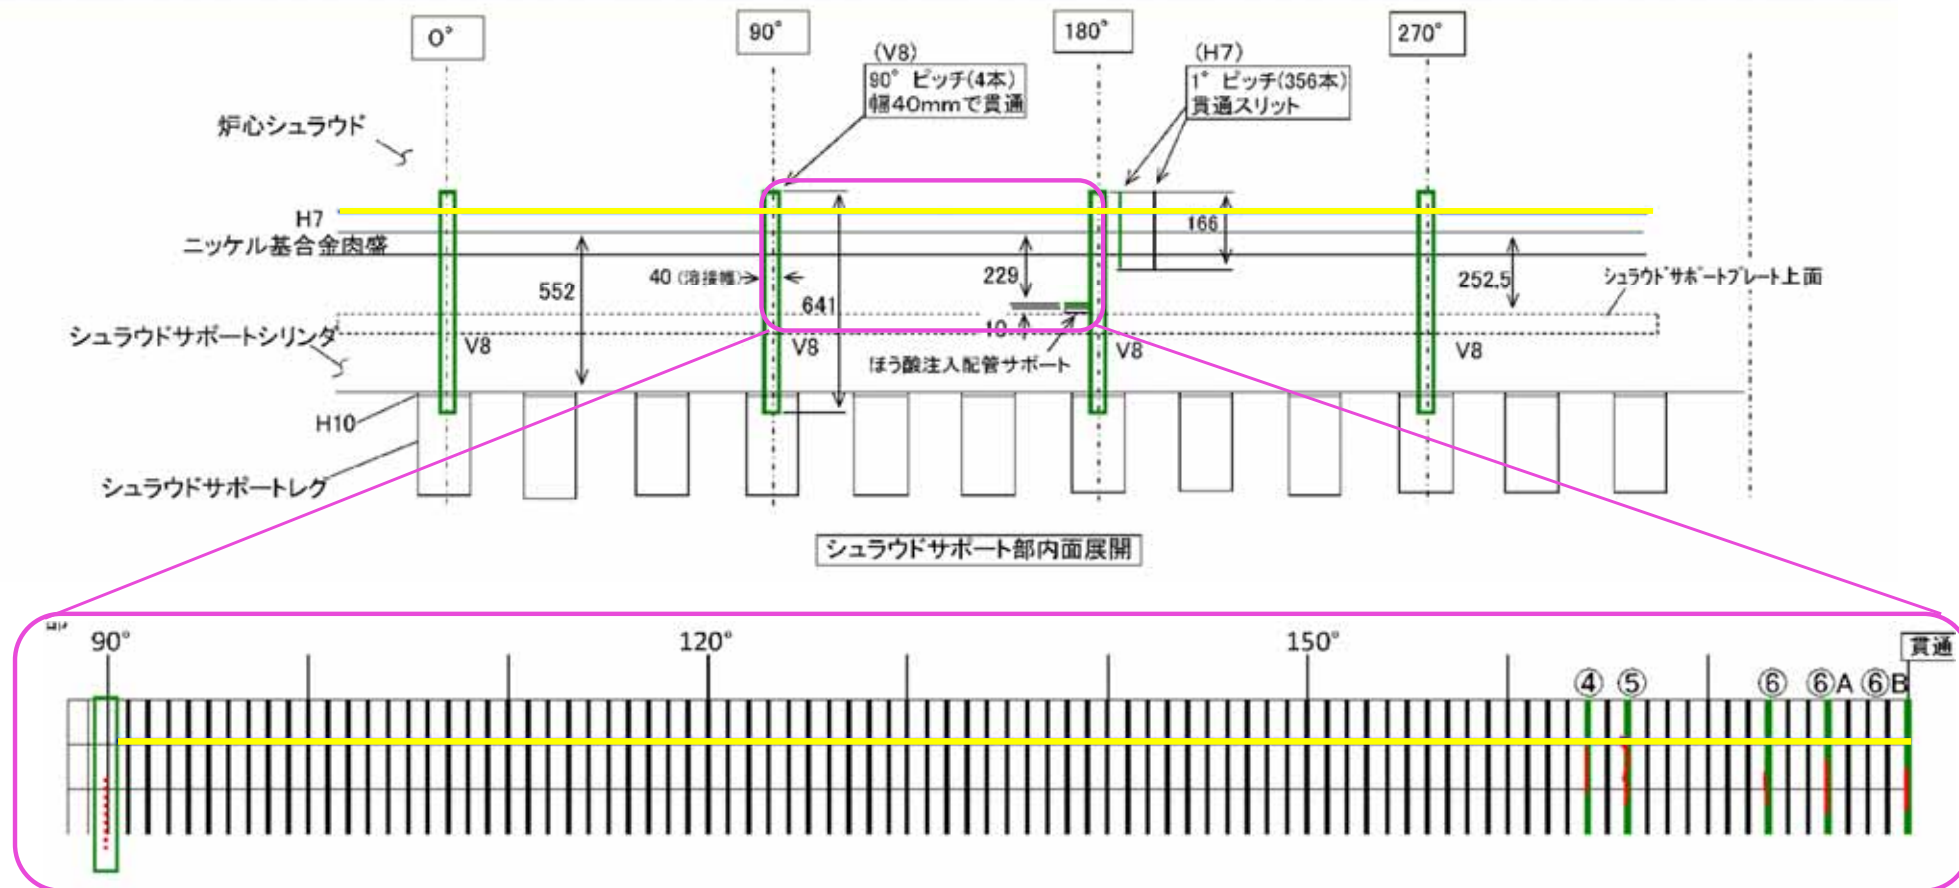 0°
90°
180°
270°
(V8)
90° ピッチ(4本)
幅40mmで貫通
(H7)
1° ピッチ(356本)
貫通スリット
炉心シュラウド
H7
ニッケル基合金肉盛
166
552
40 (溶接幅)
641
229
252.5
シュラウドサポートプレート上面
10
シュラウドサポートシリンダ
V8
V8
V8
V8
ほう酸注入配管サポート
H10
シュラウドサポートレグ
シュラウドサポート部内面展開
90°
120°
150°
貫通
④ ⑤ ⑥ ⑥A ⑥B